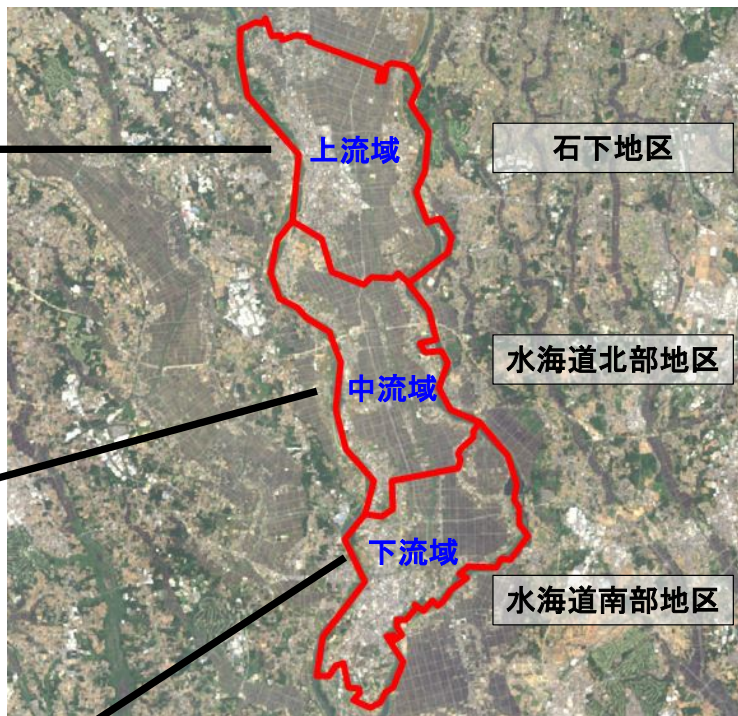 上流域
石下地区
水海道北部地区
中流域
下流域
水海道南部地区